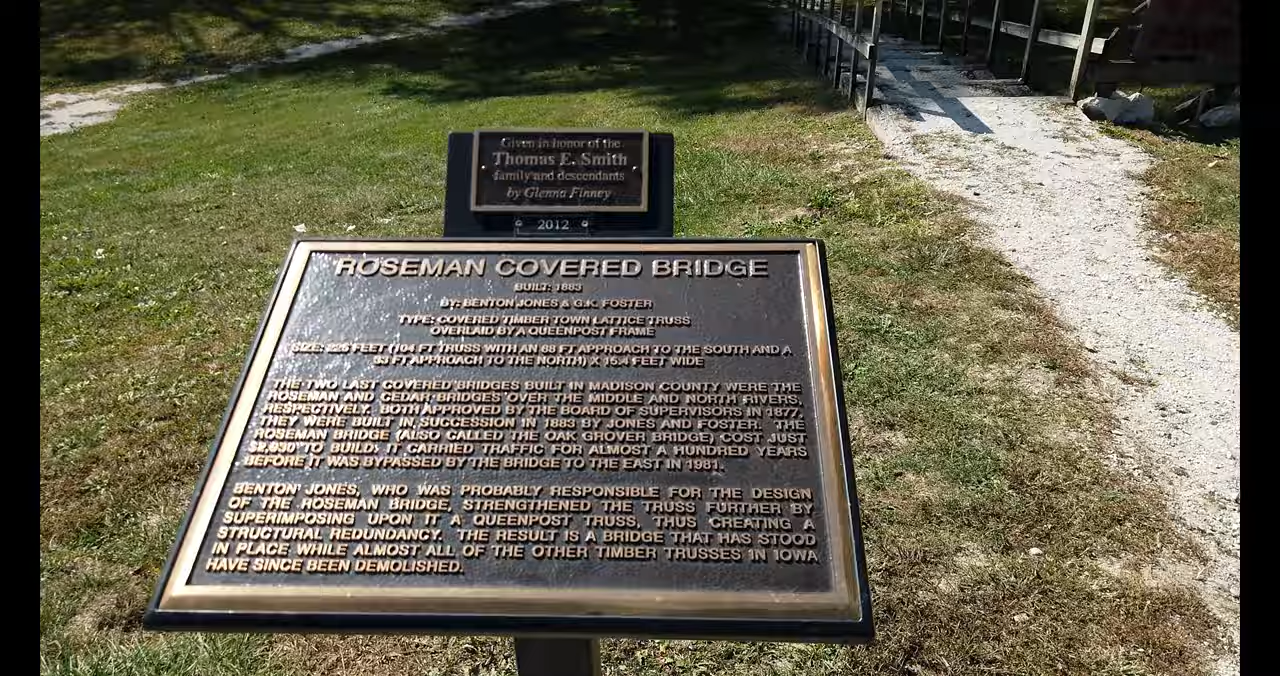 Given in honor of the
Thomas E. Smith
family and descendants
by Glenna Finney
2012
ROSEMAN COVERED BRIDGE
BUILT: 1883
BY: BENTON JONES & G.K. FOSTER
TYPE: COVERED TIMBER TOWN LATTICE TRUSS
OVERLAID BY A QUEENPOST FRAME
SIZE: FEET (104 FT TRUSS WITH AN 88 FT APPROACH TO THE SOUTH AND A
33 FT APPROACH TO THE NORTH) X 15.4 FEET WIDE
THE TWO LAST COVERED BRIDGES BUILT IN MADISON COUNTY WERE THE
ROSEMAN AND CEDAR BRIDGES OVER THE MIDDLE AND NORTH RIVERS,
RESPECTIVELY. BOTH APPROVED BY THE BOARD OF SUPERVISORS IN 1877,
THEY WERE BUILT IN SUCCESSION IN 1883 BY JONES AND FOSTER. THE
ROSEMAN BRIDGE (ALSO CALLED THE OAK GROVER BRIDGE) COST JUST
TO BUILD. IT CARRIED TRAFFIC FOR ALMOST A HUNDRED YEARS
BEFORE IT WAS BYPASSED BY THE BRIDGE TO THE EAST IN 1981.
BENTON JONES, WHO WAS PROBABLY RESPONSIBLE FOR THE DESIGN
OF THE ROSEMAN BRIDGE, STRENGTHENED THE TRUSS FURTHER BY
SUPERIMPOSING UPON IT A QUEENPOST TRUSS, THUS CREATING A
STRUCTURAL REDUNDANCY. THE RESULT IS A BRIDGE THAT HAS STOOD
IN PLACE WHILE ALMOST ALL OF THE OTHER TIMBER TRUSSES IN IOWA
HAVE SINCE BEEN DEMOLISHED.